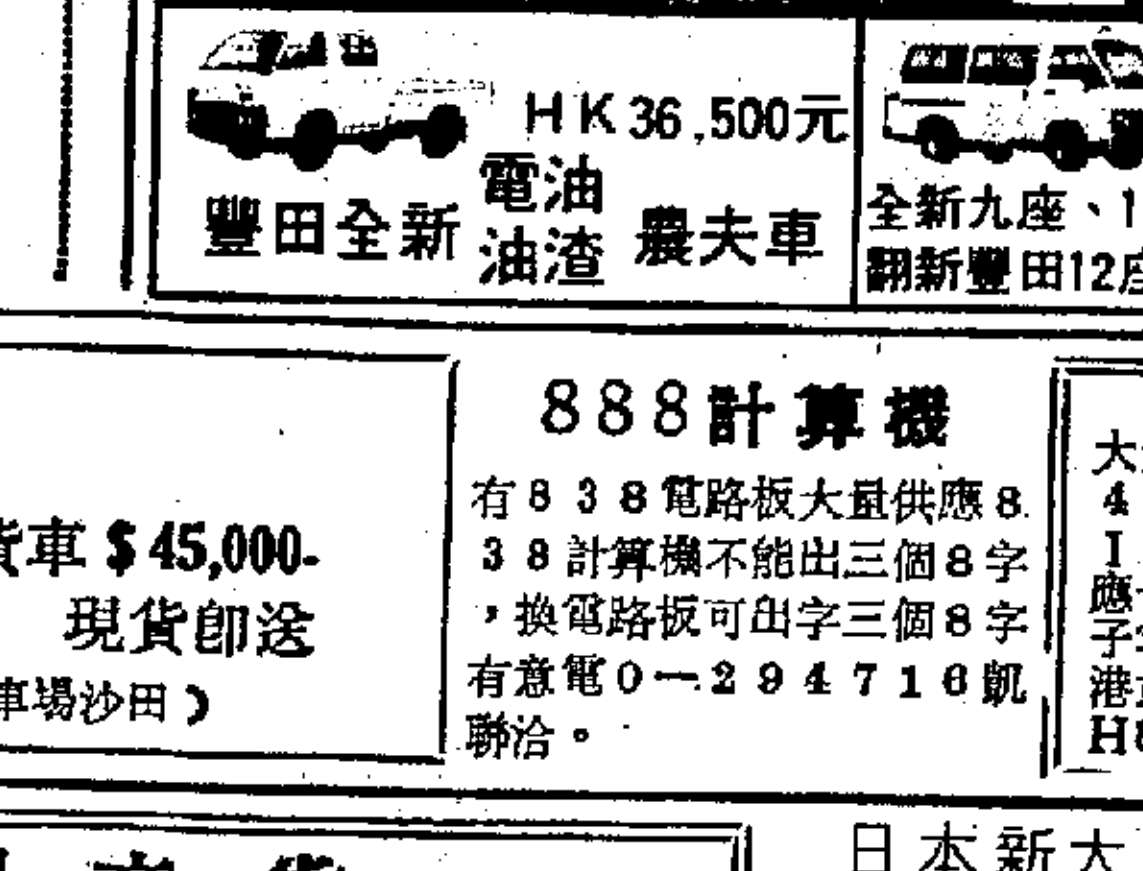 HK36,500元
豐田全新 電油 農夫車
油渣
全新九座、1
翻新豐田12座
車$45,000-
現貨即送
車場沙田)
888計算機
有838電路板大量供應8.
38計算機不能出三個8字
,換電路板可出字三個8字
有意電0一294716凱
聯洽。
大
4
I
應
子
港
H8
日本新大